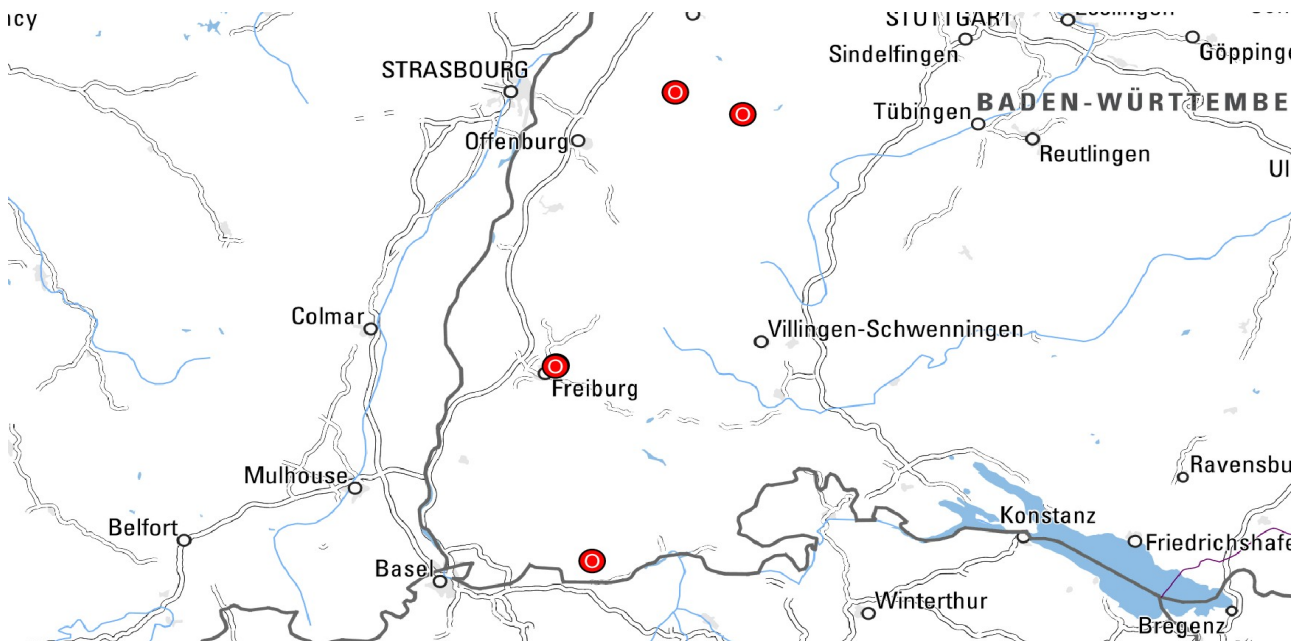 STRASBOURG
Sindelfingen
Offenburg
Tübingen
BADEN-WÜRTTEMBE
Reutlingen
Göppinge
Ul
O
O
Colmar
Villingen-Schwenningen
O
Freiburg
Mulhouse
Ravensbu
Belfort
Konstanz
Friedrichshafe
Basel
O
Winterthur
Bregenz